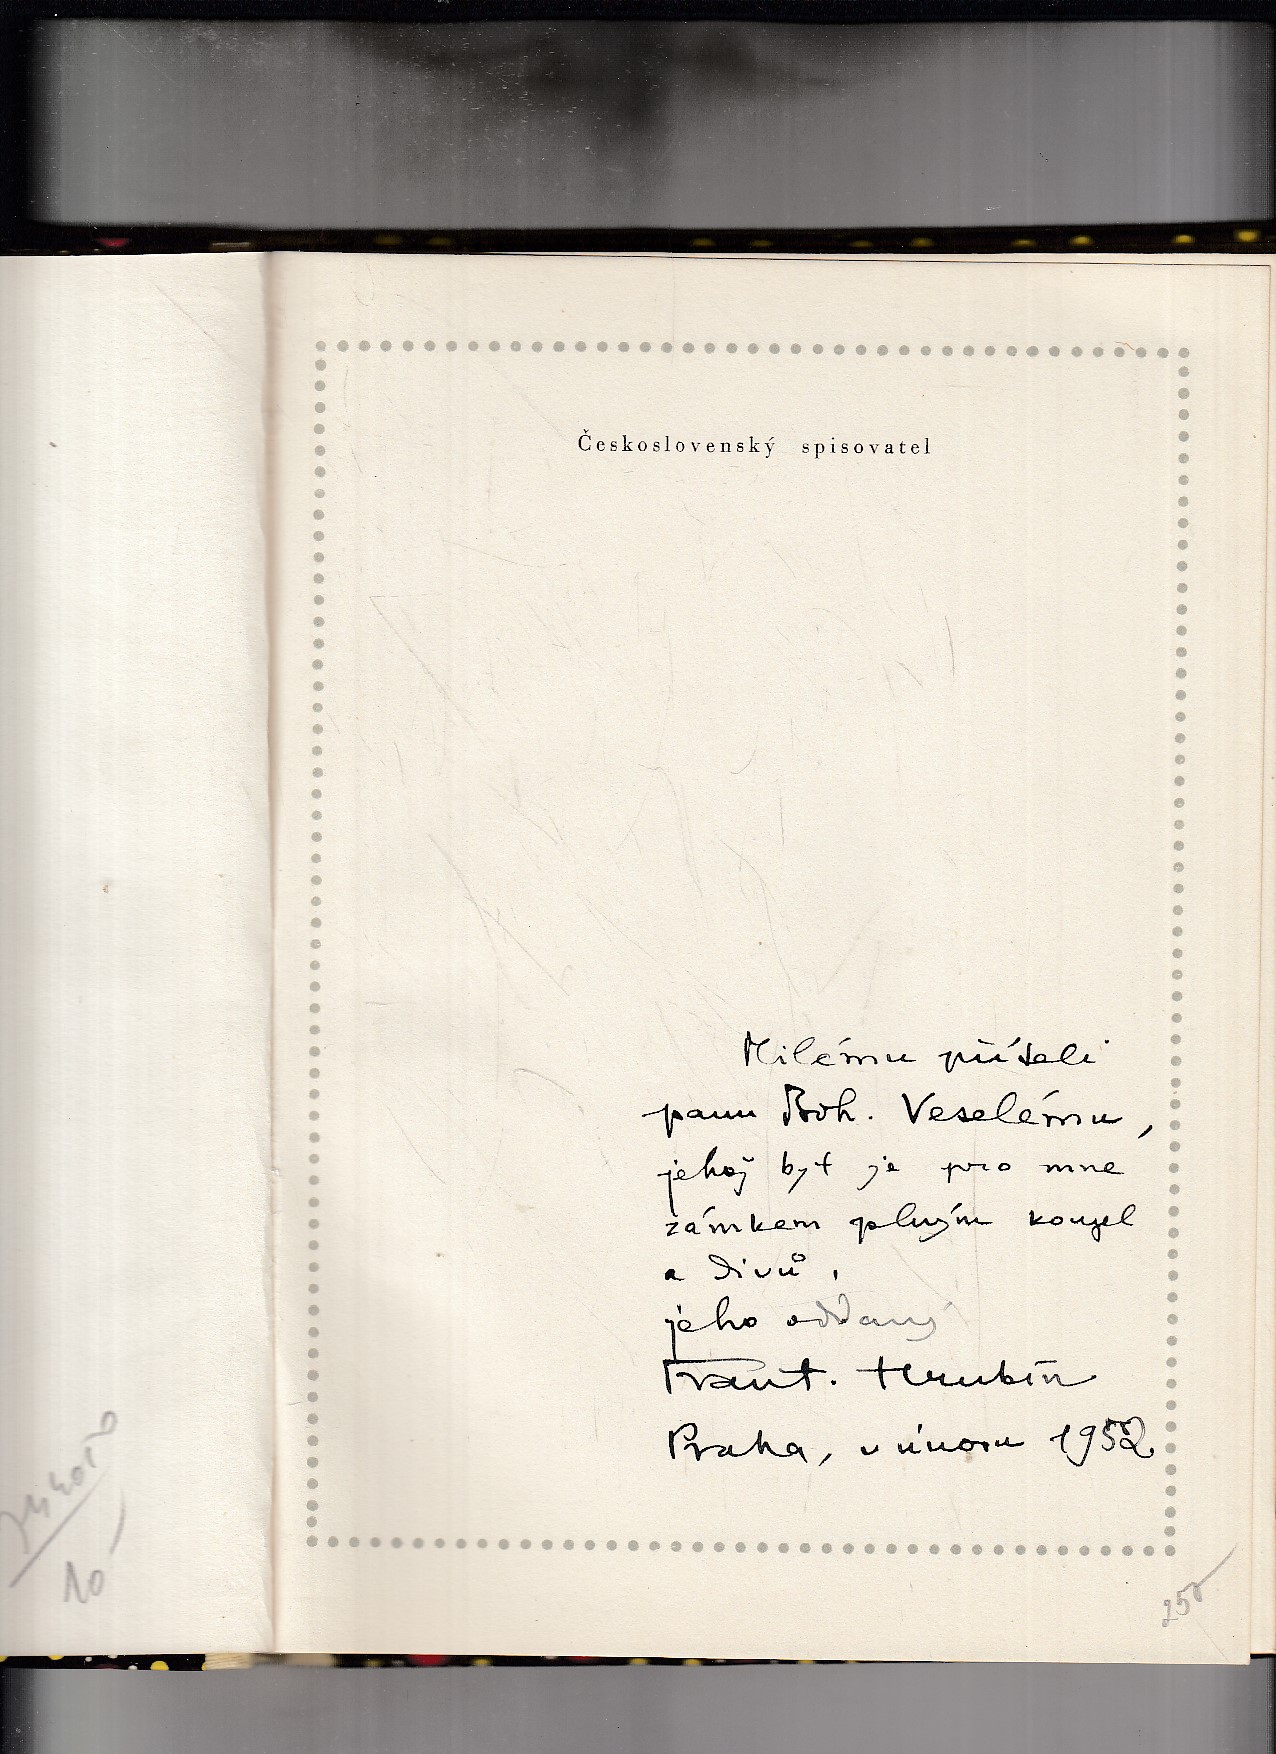 Československý spisovatel
Milému příteli
panu Boh. Veselému,
jehož byt je pro mne
zámkem plným kouzel
a divů,
jeho oddaný
Frant. Hrubín
Praha, v únoru 1952
10
250